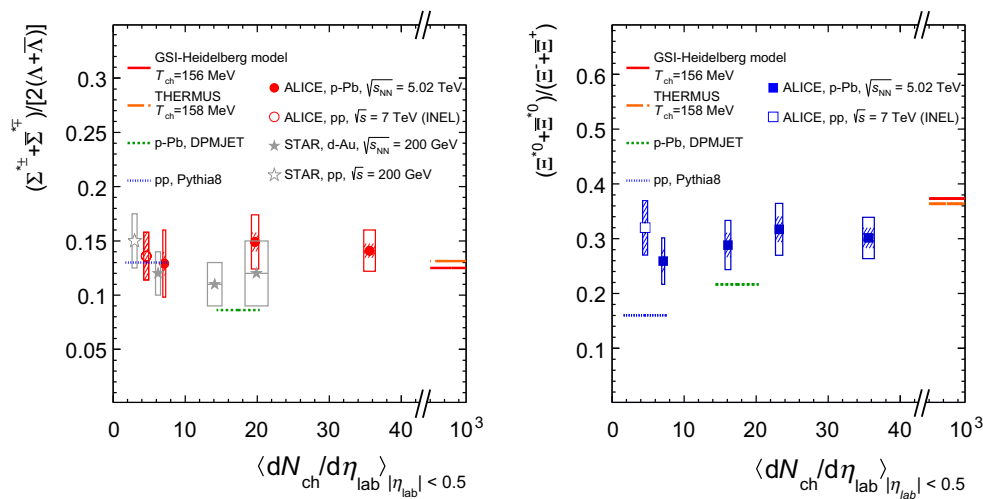 (Σ*± + Σ̅*∓)/[2(Λ+Λ̅)]
0.3
0.25
0.2
0.15
0.1
0.05
GSI-Heidelberg model
T_ch=156 MeV
THERMUS
T_ch=158 MeV
p-Pb, DPMJET
pp, Pythia8
ALICE, p-Pb, √s_NN = 5.02 TeV
ALICE, pp, √s = 7 TeV (INEL)
STAR, d-Au, √s_NN = 200 GeV
STAR, pp, √s = 200 GeV
0 10 20 30 40 10³
⟨dN_ch/dη_lab⟩_|η_lab| < 0.5
(Ξ*0+Ξ̅*0)/(Ξ⁻+Ξ̅⁺)
0.6
0.5
0.4
0.3
0.2
0.1
GSI-Heidelberg model
T_ch=156 MeV
THERMUS
T_ch=158 MeV
p-Pb, DPMJET
pp, Pythia8
ALICE, p-Pb, √s_NN = 5.02 TeV
ALICE, pp, √s = 7 TeV (INEL)
0 10 20 30 40 10³
⟨dN_ch/dη_lab⟩_|η_lab| < 0.5